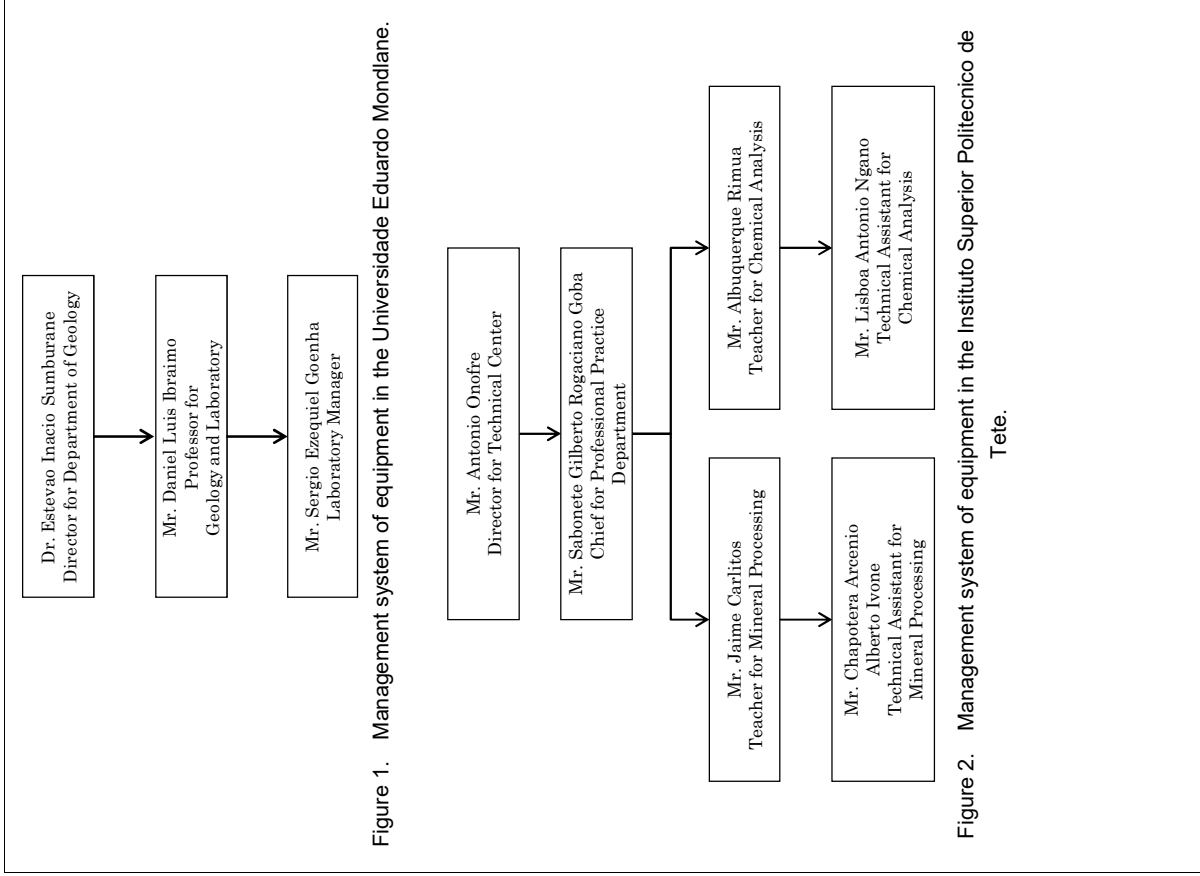 Dr. Estevao Inacio Sumburane
Director for Department of Geology
Mr. Daniel Luis Ibraimo
Professor for
Geology and Laboratory
Mr. Sergio Ezequiel Goenha
Laboratory Manager
Figure 1. Management system of equipment in the Universidade Eduardo Mondlane.
Mr. Antonio Onofre
Director for Technical Center
Mr. Sabonete Gilberto Rogaciano Goba
Chief for Professional Practice
Department
Mr. Jaime Carlitos
Teacher for Mineral Processing
Mr. Albuquerque Rimua
Teacher for Chemical Analysis
Mr. Chapotera Arcenio
Alberto Ivone
Technical Assistant for
Mineral Processing
Mr. Lisboa Antonio Ngano
Technical Assistant for
Chemical Analysis
Figure 2. Management system of equipment in the Instituto Superior Politecnico de
Tete.